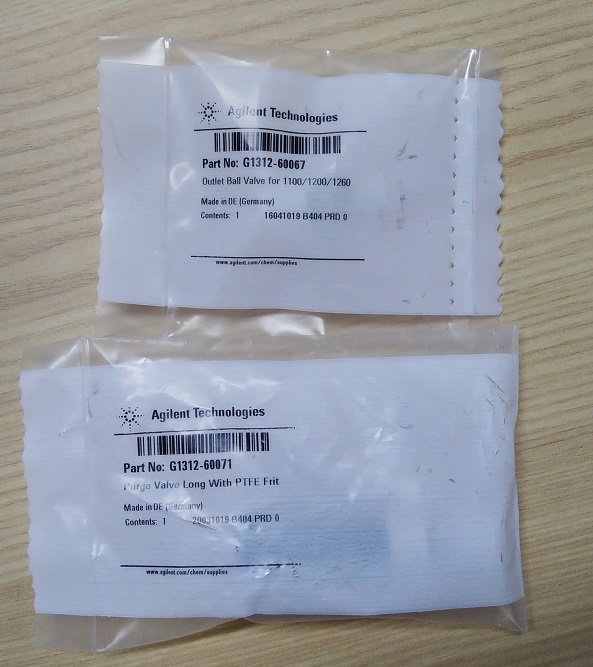 Agilent Technologies
Part No: G1312-60067
Outlet Ball Valve for 1100/1200/1260
Made in DE (Germany)
Contents: 1 16041019 B404 PRD 0
www.agilent.com/chem/supplies
Agilent Technologies
Part No: G1312-60071
Purge Valve Long With PTFE Frit
Made in DE (Germany)
Contents: 1 B404 PRD 0
www.agilent.com/chem/supplies